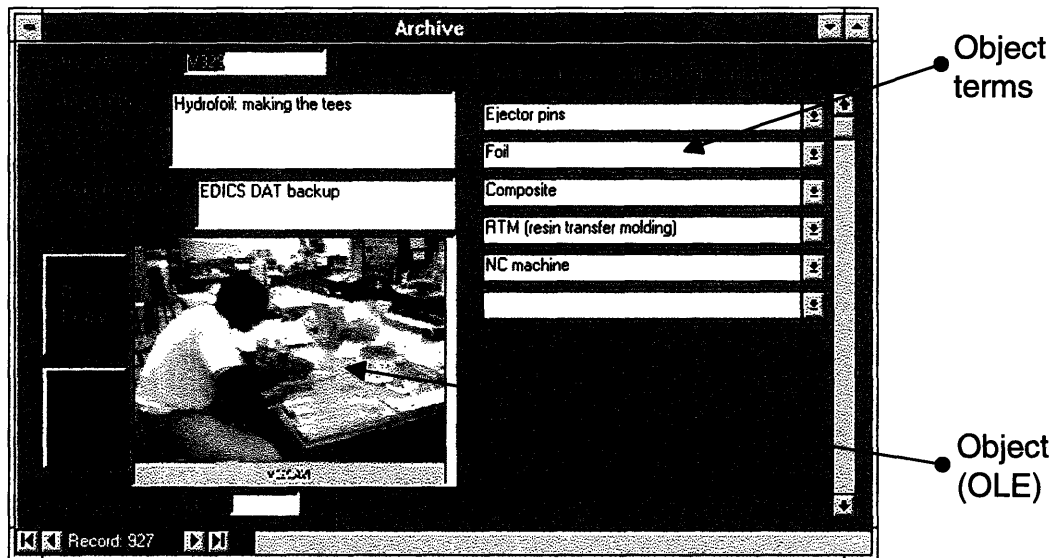 Archive
Hydrofoil: making the tees
EDICS DAT backup
Ejector pins
Foil
Composite
RTM (resin transfer molding)
NC machine
Record: 927
Object
terms
Object
(OLE)